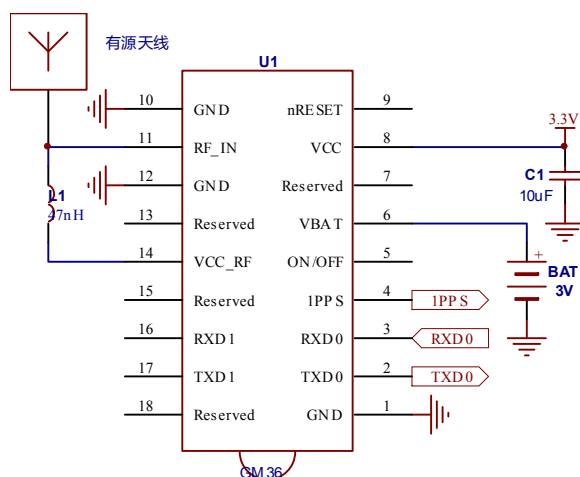 有源天线
U1
10 GND nRESET 9
11 RF_IN VCC 8
3.3V
12 GND Reserved 7
C1
10uF
L1
47nH
13 Reserved VBAT 6
14 VCC_RF ON/OFF 5
+
BAT
3V
15 Reserved 1PPS 4 1PPS
16 RXD1 RXD0 3 RXD0
17 TXD1 TXD0 2 TXD0
18 Reserved GND 1
GM36